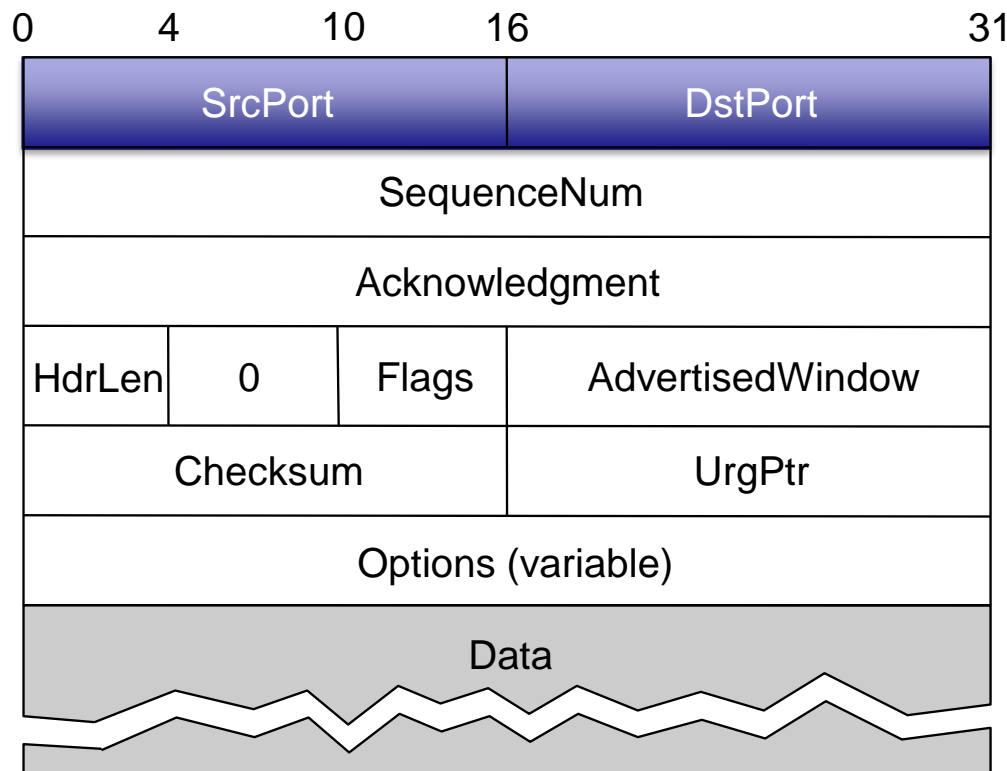 0 4 10 16 31
SrcPort DstPort
SequenceNum
Acknowledgment
HdrLen 0 Flags AdvertisedWindow
Checksum UrgPtr
Options (variable)
Data